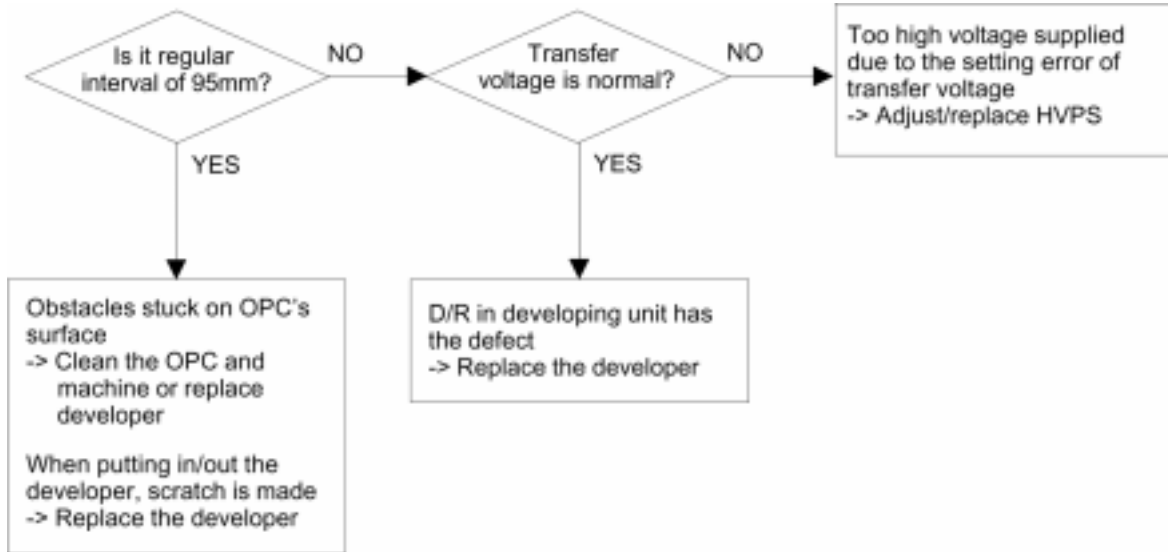 Is it regular
interval of 95mm?
NO
Transfer
voltage is normal?
NO
Too high voltage supplied
due to the setting error of
transfer voltage
-> Adjust/replace HVPS
YES
YES
Obstacles stuck on OPC's
surface
-> Clean the OPC and
machine or replace
developer
When putting in/out the
developer, scratch is made
-> Replace the developer
D/R in developing unit has
the defect
-> Replace the developer